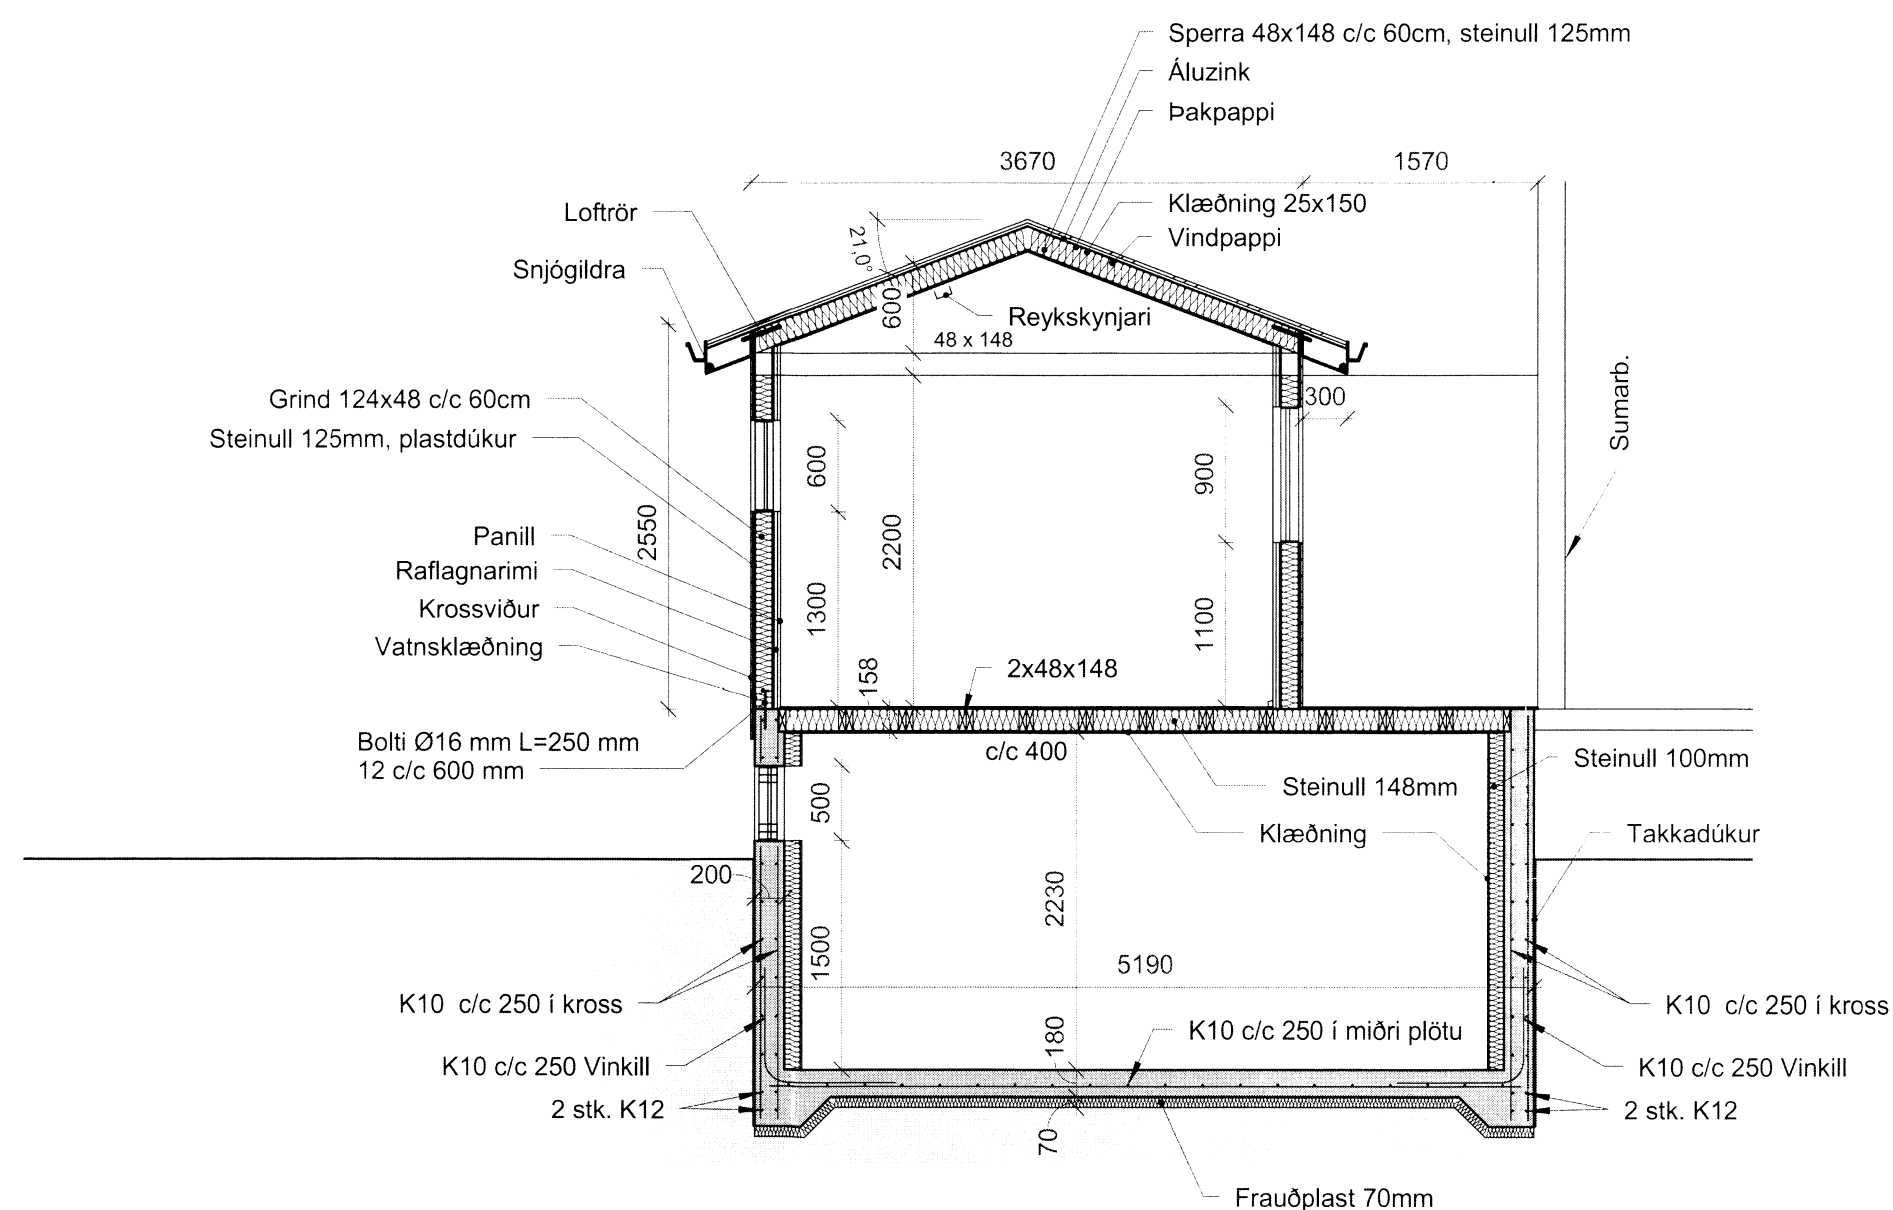 Sperra 48x148 c/c 60cm, steinull 125mm
Áluzink
Þakpappi
3670
1570
Klæðning 25x150
Vindpappi
Loftrör
Snjógildra
21,0°
600
Reykskynjari
48 x 148
300
Sumarb.
Grind 124x48 c/c 60cm
Steinull 125mm, plastdúkur
600
900
2550
2200
Panill
Raflagnarimi
Krossviður
Vatnsklæðning
1300
1100
158
2x48x148
Bolti Ø16 mm L=250 mm
12 c/c 600 mm
c/c 400
Steinull 148mm
Steinull 100mm
500
Klæðning
Takkadúkur
200
2230
1500
5190
K10 c/c 250 í kross
K10 c/c 250 í kross
180
K10 c/c 250 í miðri plötu
K10 c/c 250 Vinkill
K10 c/c 250 Vinkill
2 stk. K12
2 stk. K12
70
Frauðplast 70mm